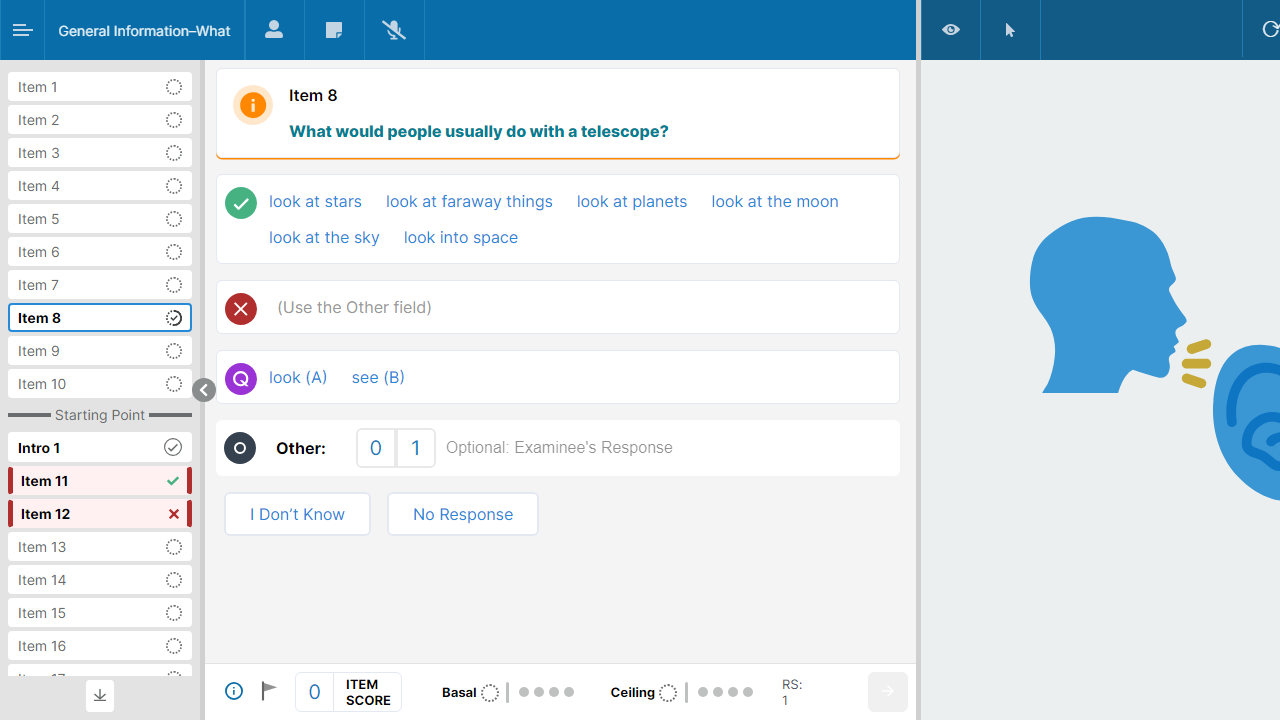 General Information–What
Item 1
Item 2
Item 3
Item 4
Item 5
Item 6
Item 7
Item 8
Item 9
Item 10
Starting Point
Intro 1
Item 11
Item 12
Item 13
Item 14
Item 15
Item 16
Item 8
What would people usually do with a telescope?
look at stars look at faraway things look at planets look at the moon
look at the sky look into space
(Use the Other field)
Q look (A) see (B)
Other: 0 1 Optional: Examinee's Response
I Don't Know No Response
0 ITEM SCORE Basal Ceiling RS: 1